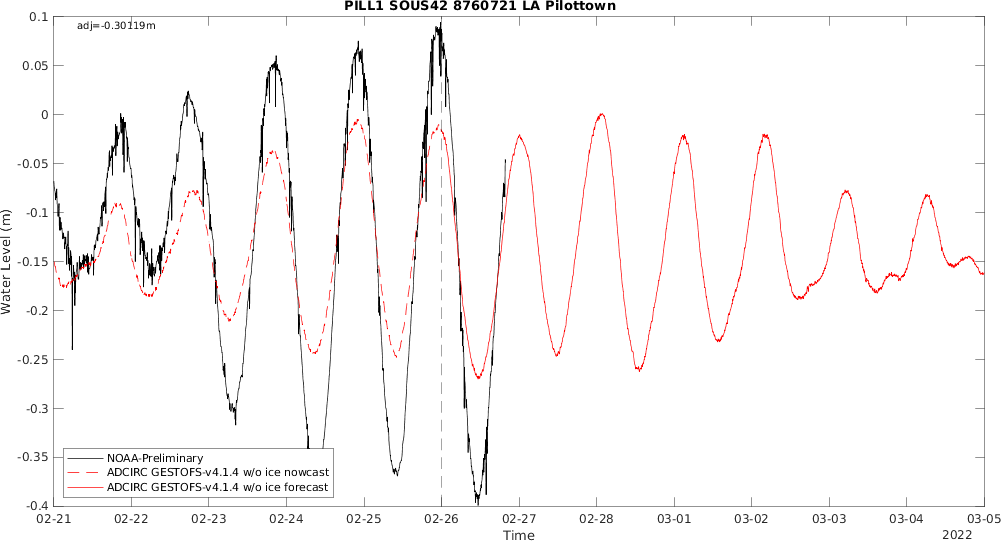 PILL1 SOUS42 8760721 LA Pilottown
adj=-0.30119m
0.1
0.05
0
-0.05
-0.1
-0.15
-0.2
-0.25
-0.3
-0.35
-0.4
Water Level (m)
NOAA-Preliminary
ADCIRC GESTOFS-v4.1.4 w/o ice nowcast
ADCIRC GESTOFS-v4.1.4 w/o ice forecast
02-21 02-22 02-23 02-24 02-25 02-26 02-27 02-28 03-01 03-02 03-03 03-04 03-05
Time
2022